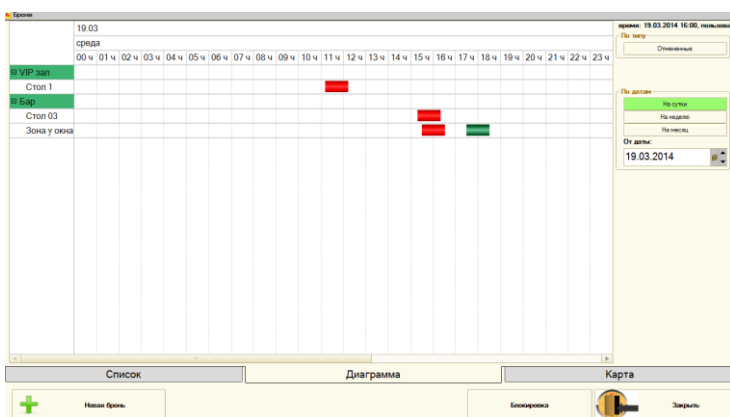 Брони
время: 19.03.2014 16:00, пользова
19.03
среда
00 ч 01 ч 02 ч 03 ч 04 ч 05 ч 06 ч 07 ч 08 ч 09 ч 10 ч 11 ч 12 ч 13 ч 14 ч 15 ч 16 ч 17 ч 18 ч 19 ч 20 ч 21 ч 22 ч 23 ч
VIP зал
Стол 1
Бар
Стол 03
Зона у окна
По типу
Отмененные
По датам
На сутки
На неделю
На месяц
От даты:
19.03.2014
Список
Диаграмма
Карта
Новая бронь
Блокировка
Закрыть